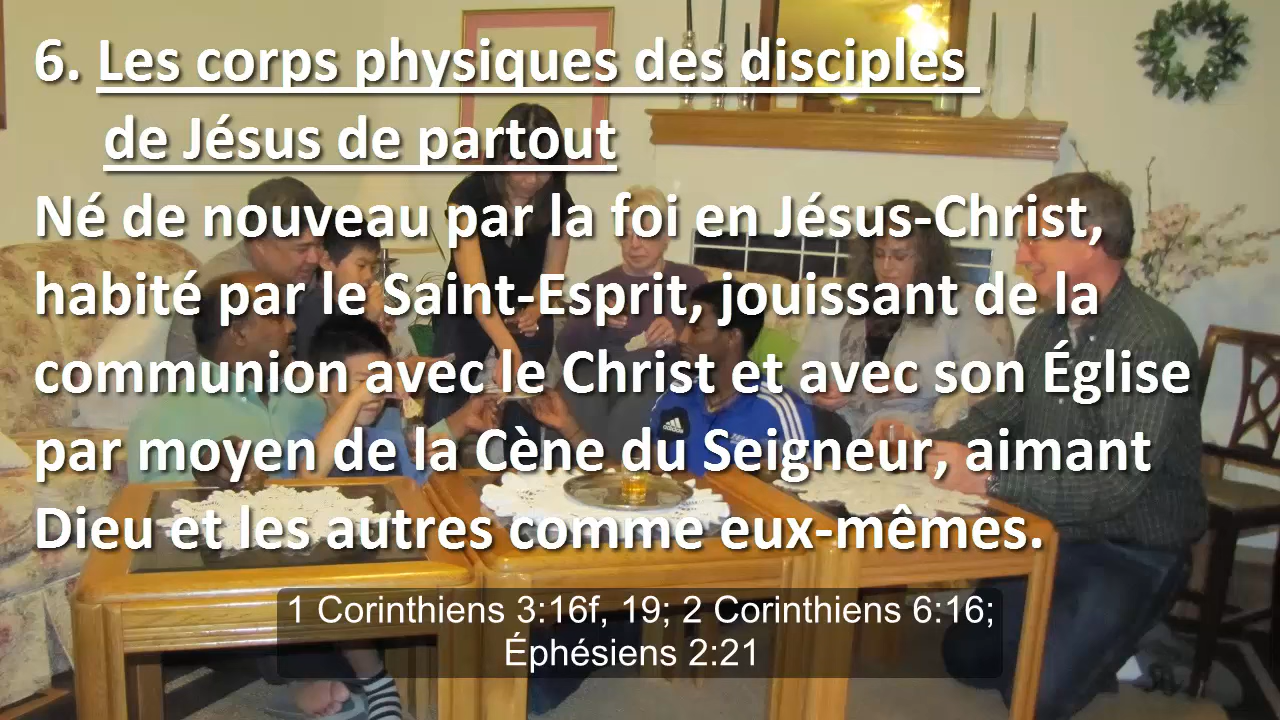 6. Les corps physiques des disciples
de Jésus de partout
Né de nouveau par la foi en Jésus-Christ,
habité par le Saint-Esprit, jouissant de la
communion avec le Christ et avec son Église
par moyen de la Cène du Seigneur, aimant
Dieu et les autres comme eux-mêmes.
adidas
1 Corinthiens 3:16f, 19; 2 Corinthiens 6:16;
Éphésiens 2:21